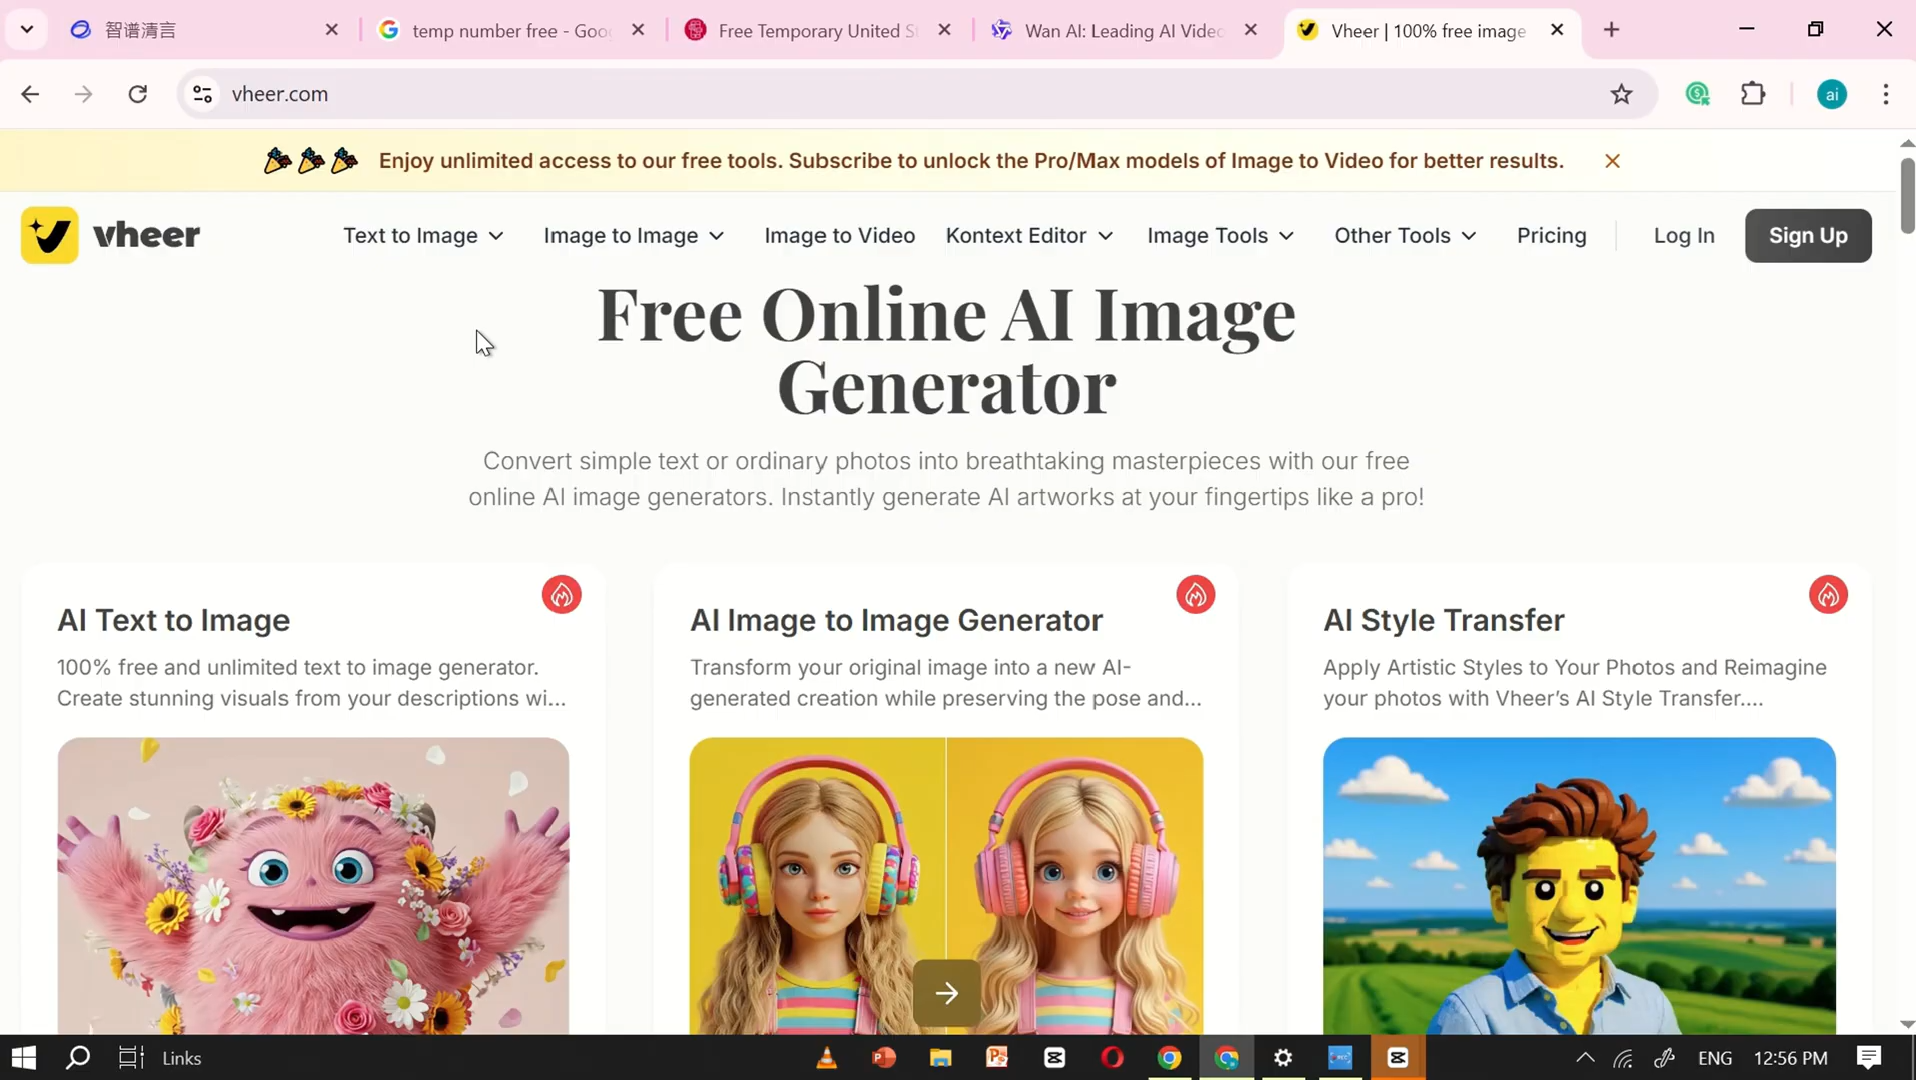 智谱清言
temp number free - Goo
Free Temporary United S
Wan AI: Leading AI Video
Vheer | 100% free image
vheer.com
ai
Enjoy unlimited access to our free tools. Subscribe to unlock the Pro/Max models of Image to Video for better results.
vheer
Text to Image
Image to Image
Image to Video
Kontext Editor
Image Tools
Other Tools
Pricing
Log In
Sign Up
Free Online AI Image
Generator
Convert simple text or ordinary photos into breathtaking masterpieces with our free
online AI image generators. Instantly generate AI artworks at your fingertips like a pro!
AI Text to Image
100% free and unlimited text to image generator.
Create stunning visuals from your descriptions wi...
AI Image to Image Generator
Transform your original image into a new AI-
generated creation while preserving the pose and...
AI Style Transfer
Apply Artistic Styles to Your Photos and Reimagine
your photos with Vheer's AI Style Transfer....
Links
ENG
12:56 PM